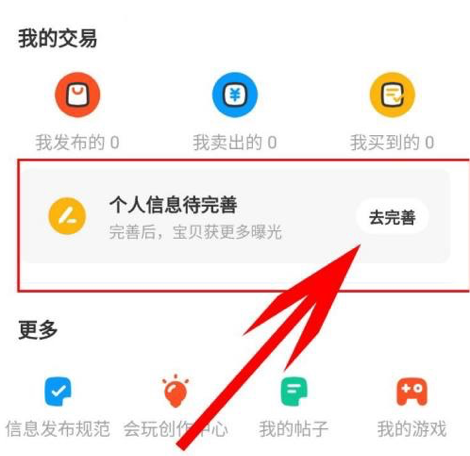 我的交易
我发布的 0 我卖出的 0 我买到的 0
个人信息待完善
完善后，宝贝获更多曝光
去完善
更多
信息发布规范 会玩创作中心 我的帖子 我的游戏